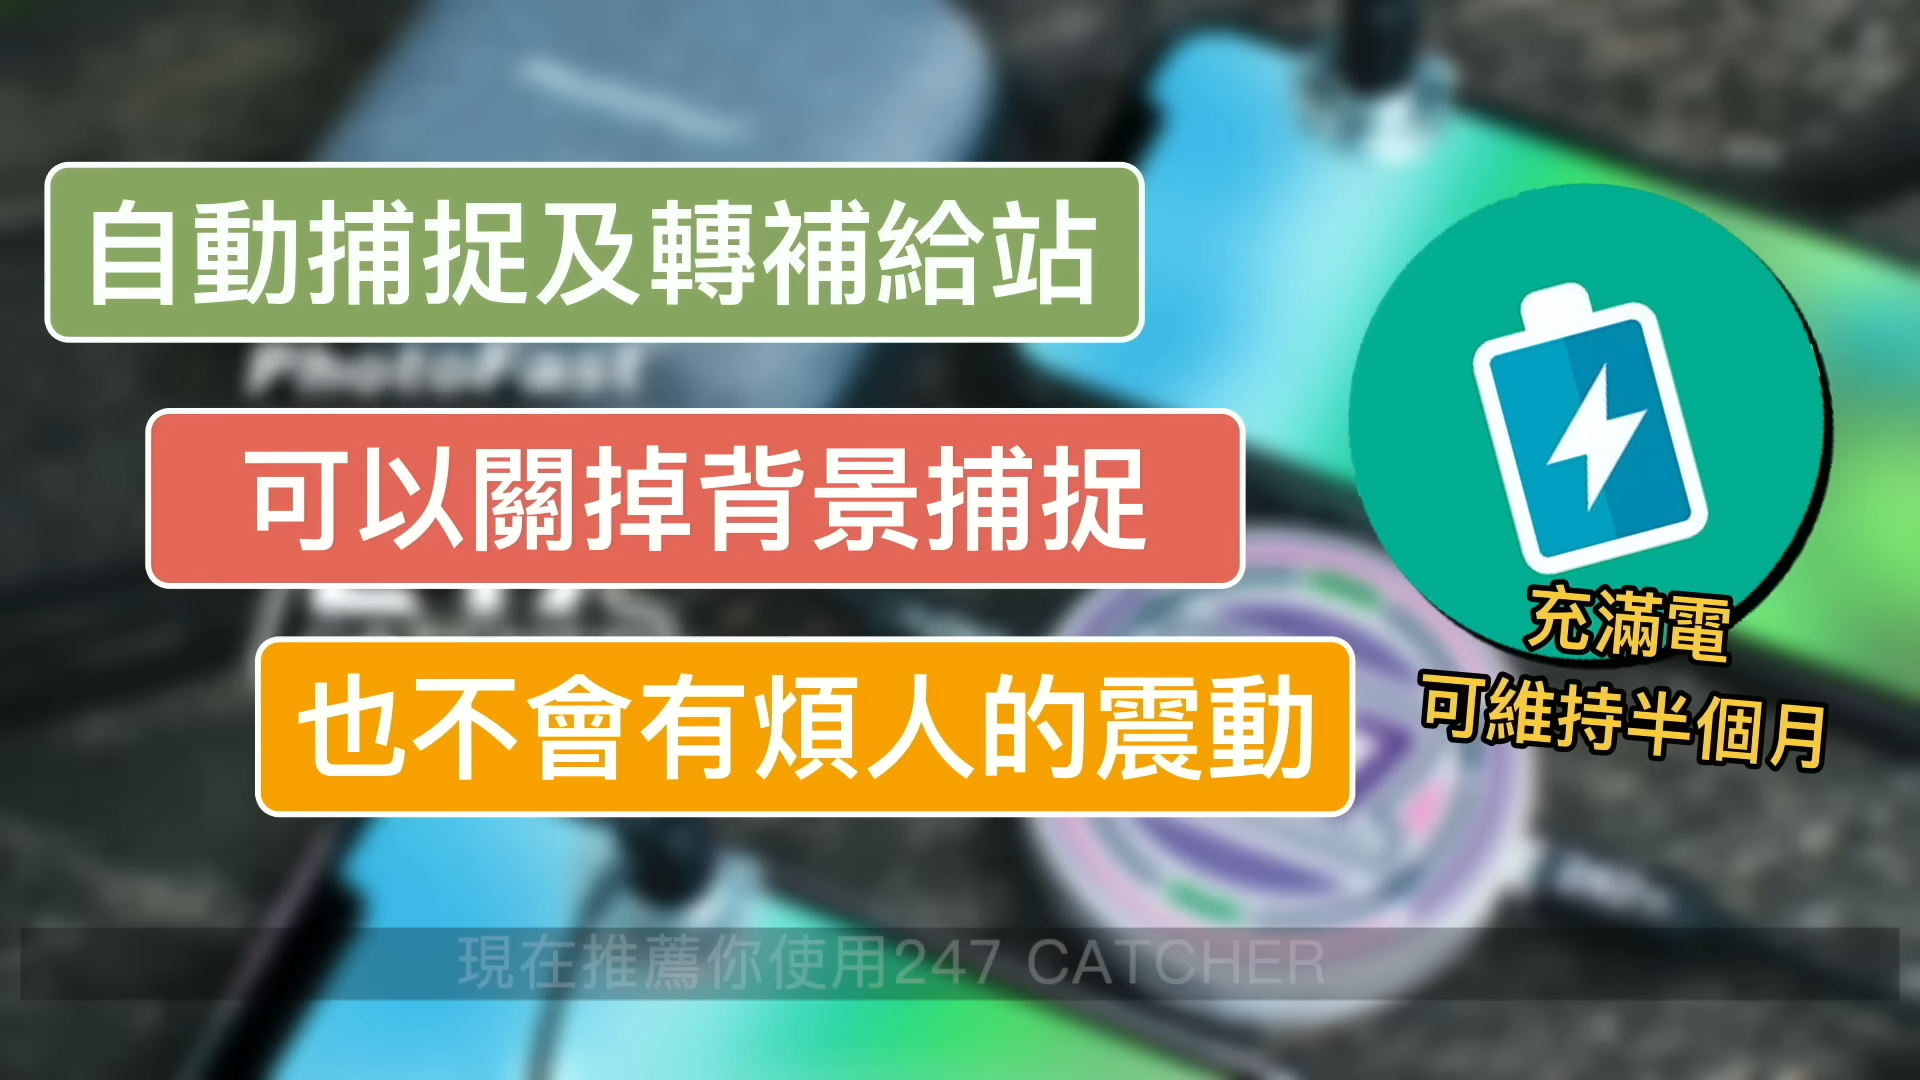 自動捕捉及轉補給站
PhotoFast
可以關掉背景捕捉
也不會有煩人的震動
充滿電
可維持半個月
現在推薦你使用247 CATCHER